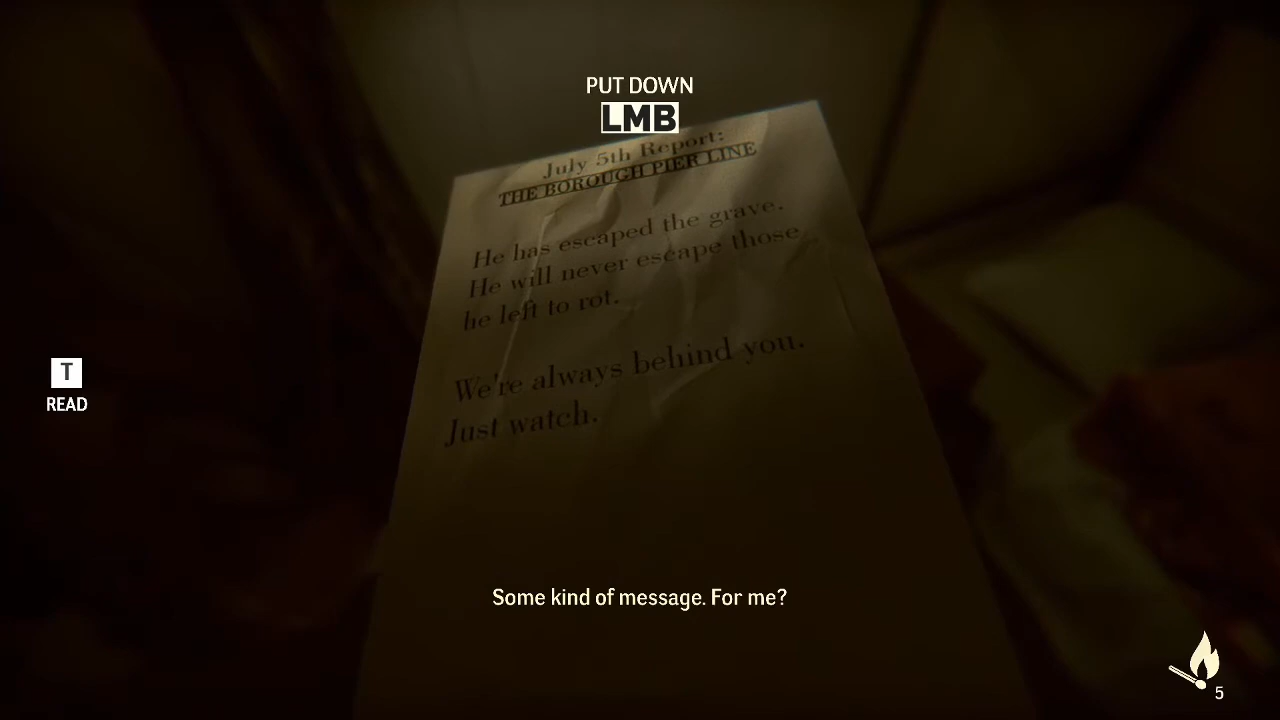 PUT DOWN
LMB
July 5th Report:
THE BOROUGH PIER LINE
He has escaped the grave.
He will never escape those
he left to rot.
We're always behind you.
Just watch.
T
READ
Some kind of message. For me?
5